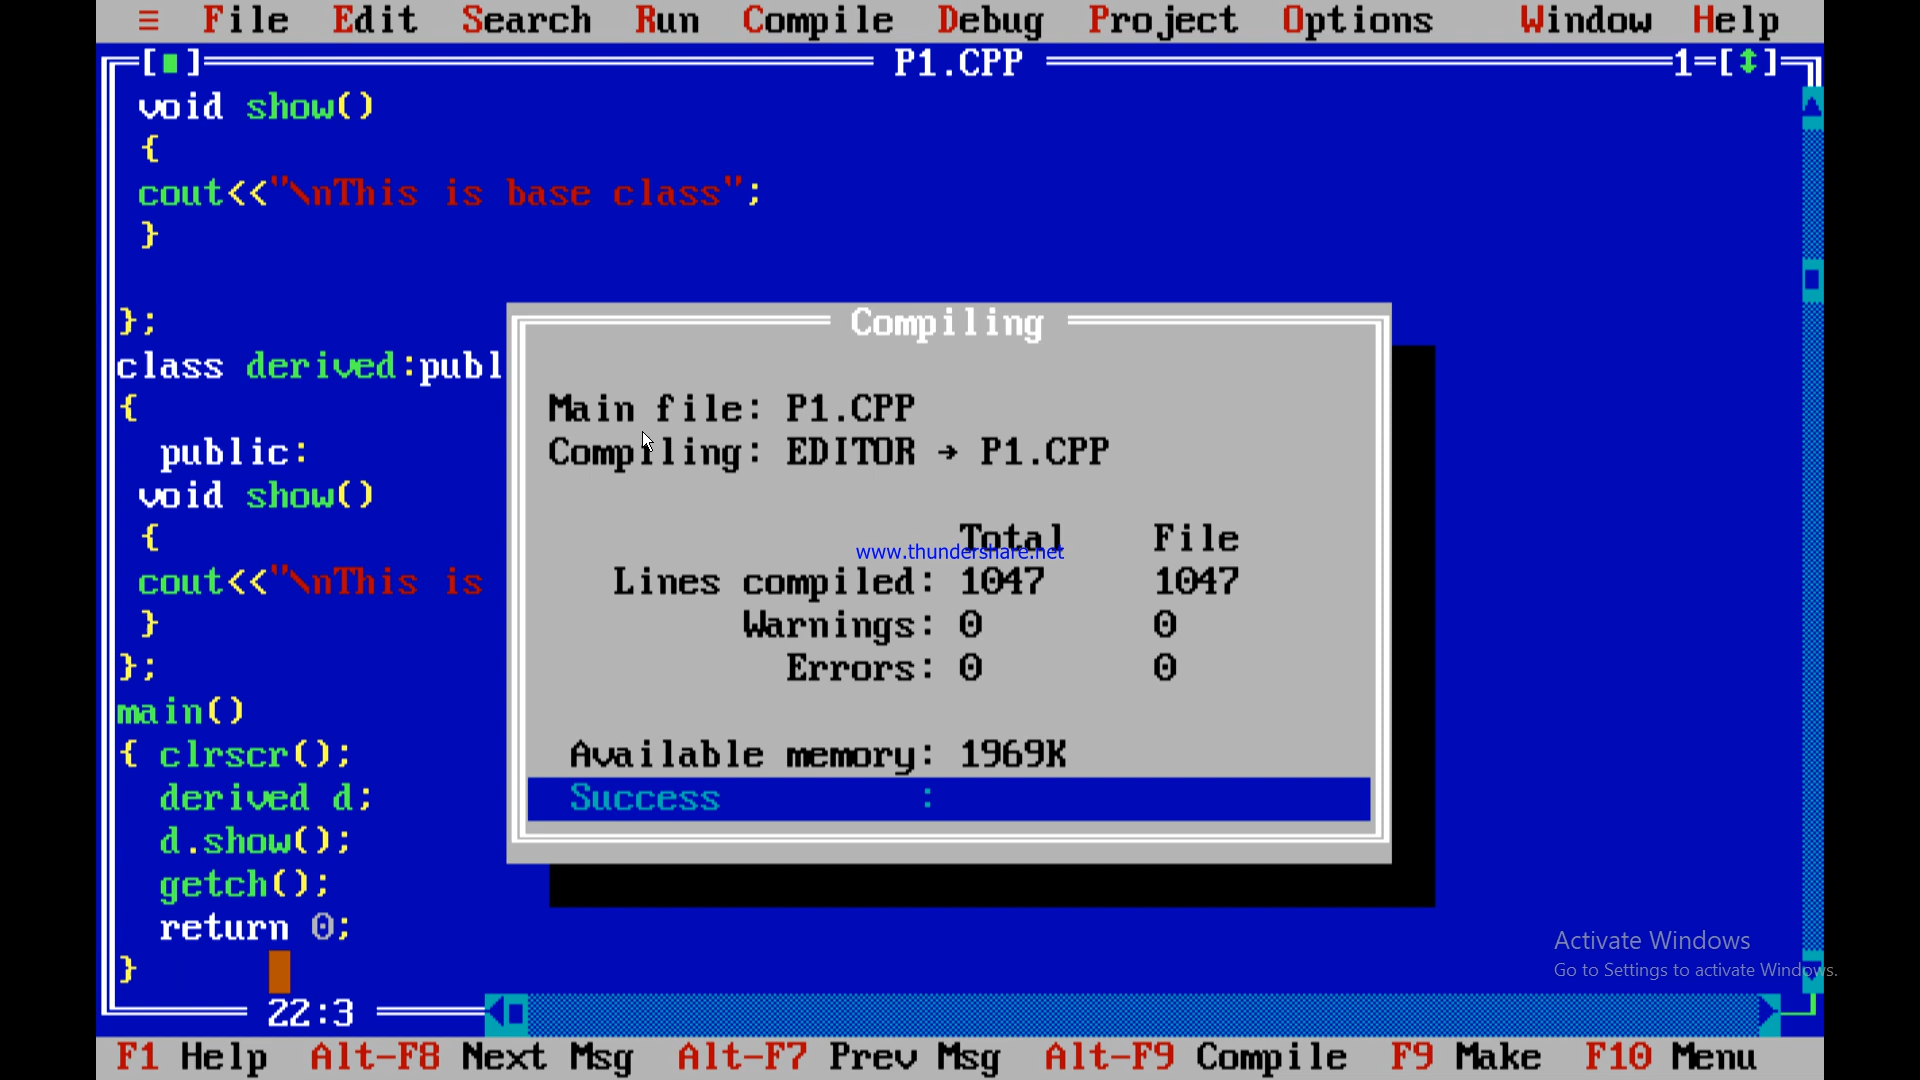 ≡ File Edit Search Run Compile Debug Project Options Window Help
[■] P1.CPP 1=[↕]
void show()
{
cout<<"\nThis is base class";
}
};
class derived:publ
{
public:
void show()
{
cout<<"\nThis is
}
};
main()
{ clrscr();
derived d;
d.show();
getch();
return 0;
}
22:3
Compiling
Main file: P1.CPP
Compiling: EDITOR → P1.CPP
Total File
www.thundershare.net
Lines compiled: 1047 1047
Warnings: 0 0
Errors: 0 0
Available memory: 1969K
Success :
Activate Windows
Go to Settings to activate Windows.
F1 Help Alt-F8 Next Msg Alt-F7 Prev Msg Alt-F9 Compile F9 Make F10 Menu